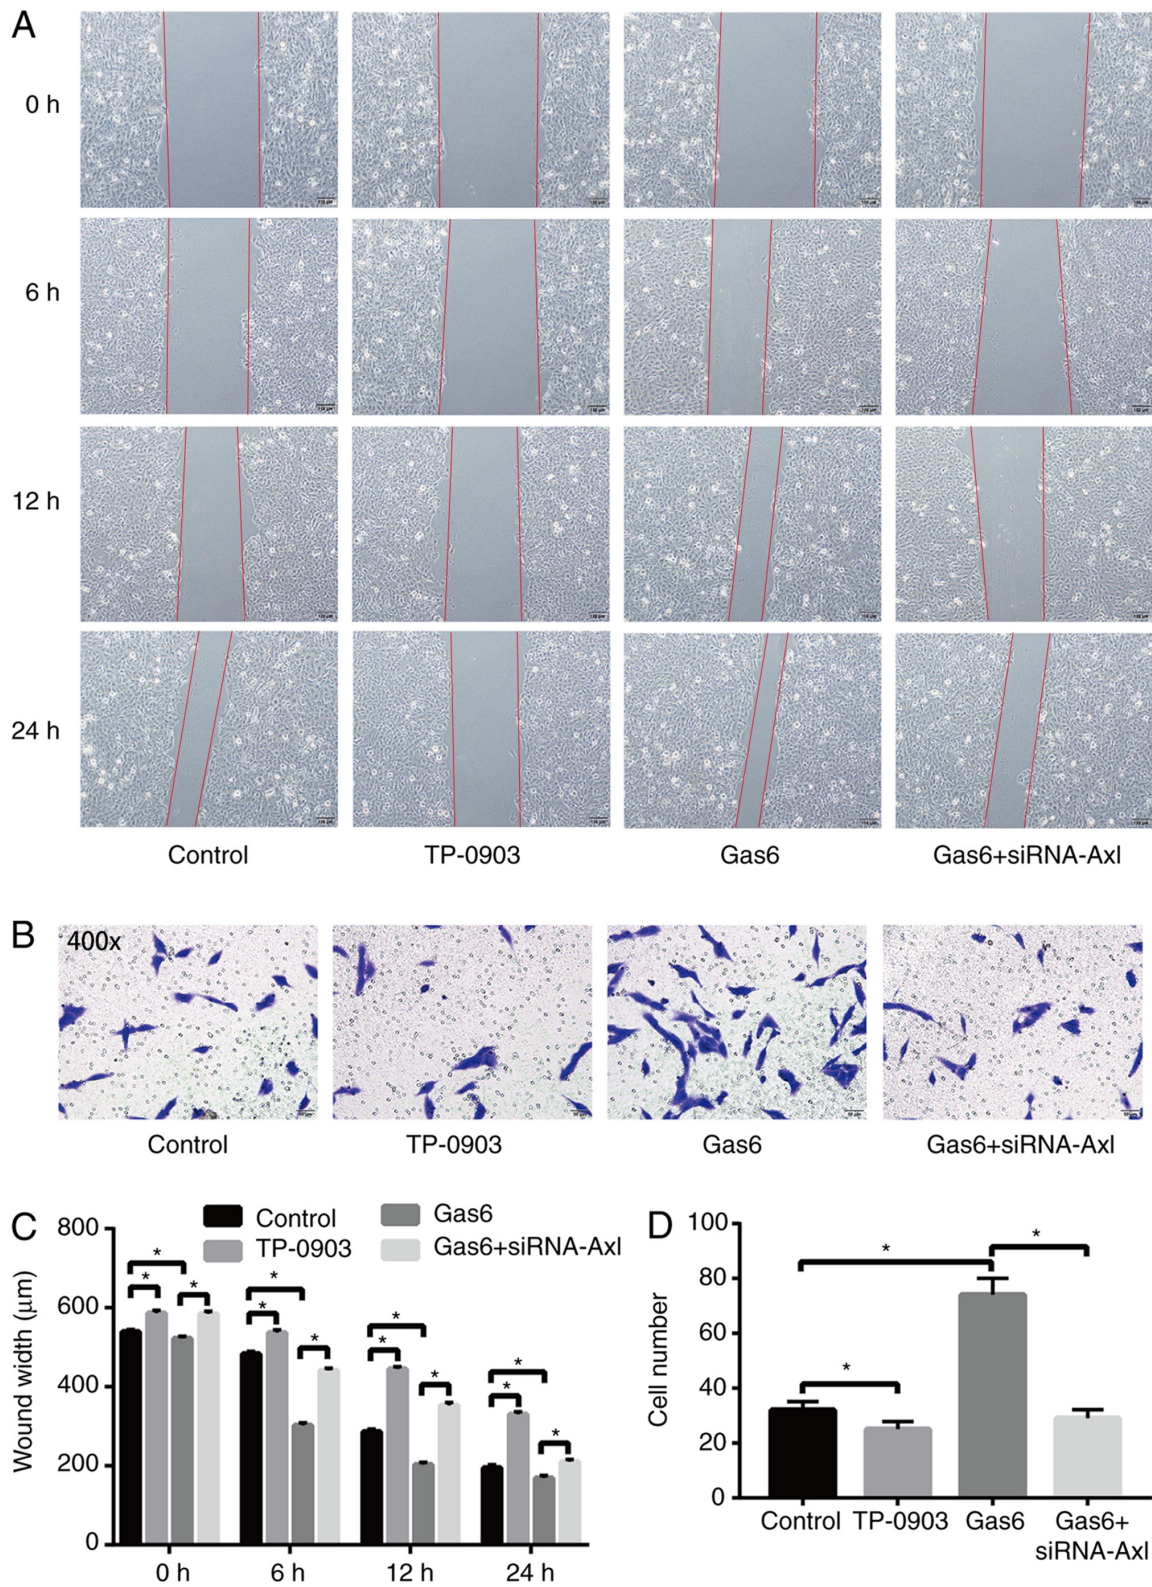 A
0 h
6 h
12 h
24 h
Control TP-0903 Gas6 Gas6+siRNA-Axl
B
400x
Control TP-0903 Gas6 Gas6+siRNA-Axl
C
Control
TP-0903
Gas6
Gas6+siRNA-Axl
Wound width (µm)
800
600
400
200
0
* * *
* * *
* * *
* * *
0 h 6 h 12 h 24 h
D
Cell number
100
80
60
40
20
0
* * *
Control TP-0903 Gas6 Gas6+
siRNA-Axl